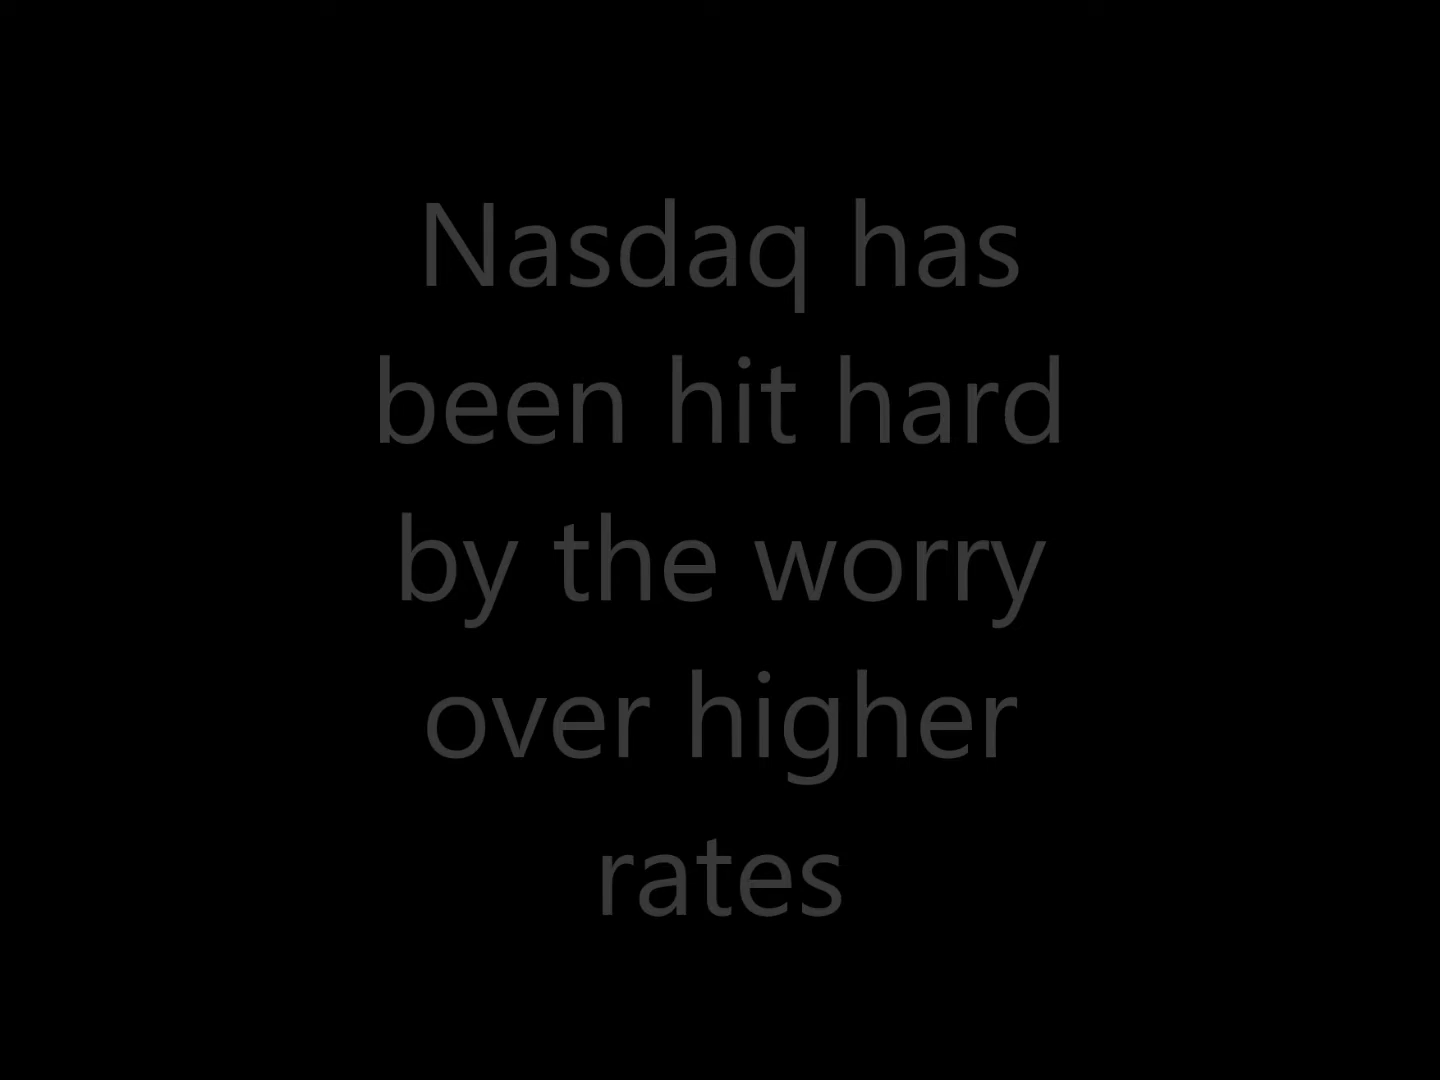 Nasdaq has
been hit hard
by the worry
over higher
rates